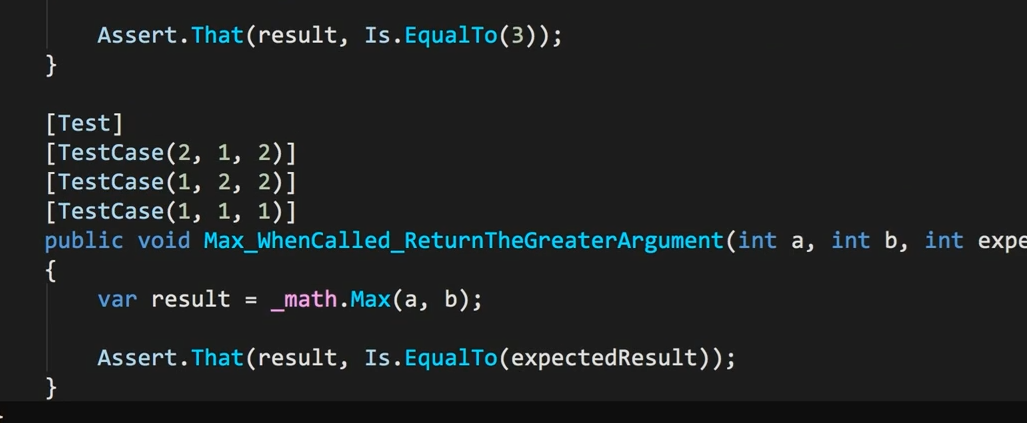 Assert.That(result, Is.EqualTo(3));
}
[Test]
[TestCase(2, 1, 2)]
[TestCase(1, 2, 2)]
[TestCase(1, 1, 1)]
public void Max_WhenCalled_ReturnTheGreaterArgument(int a, int b, int expe
{
var result = _math.Max(a, b);
Assert.That(result, Is.EqualTo(expectedResult));
}